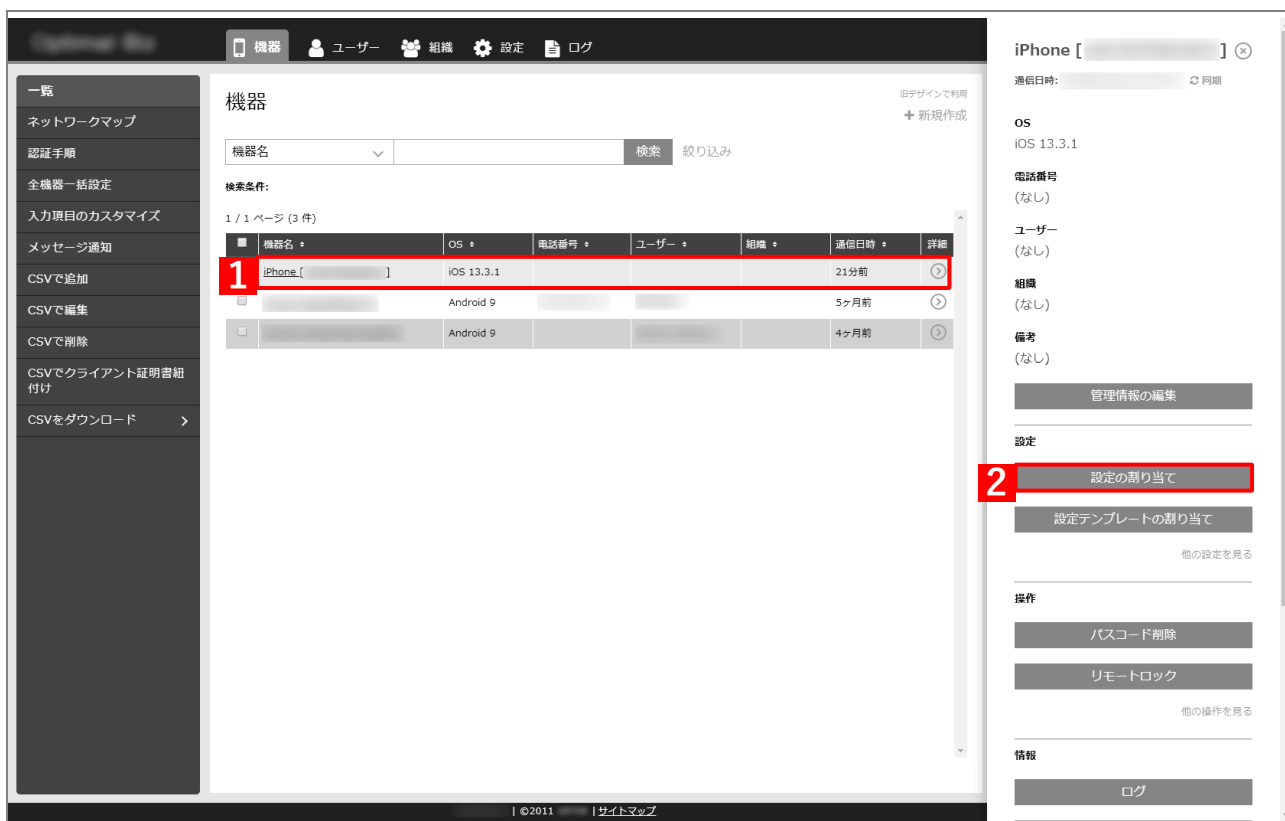 機器
ユーザー
組織
設定
ログ
一覧
ネットワークマップ
認証手順
全機器一括設定
入力項目のカスタマイズ
メッセージ通知
CSVで追加
CSVで編集
CSVで削除
CSVでクライアント証明書紐
付け
CSVをダウンロード
機器
旧デザインで利用
新規作成
機器名
検索
絞り込み
検索条件:
1 / 1 ページ (3 件)
機器名 OS 電話番号 ユーザー 組織 通信日時 詳細
1
iPhone [ ] iOS 13.3.1 21分前
Android 9 5ヶ月前
Android 9 4ヶ月前
| ©2011 | サイトマップ
iPhone [ ]
通信日時: 同期
OS
iOS 13.3.1
電話番号
(なし)
ユーザー
(なし)
組織
(なし)
備考
(なし)
管理情報の編集
設定
2
設定の割り当て
設定テンプレートの割り当て
他の設定を見る
操作
パスコード削除
リモートロック
他の操作を見る
情報
ログ